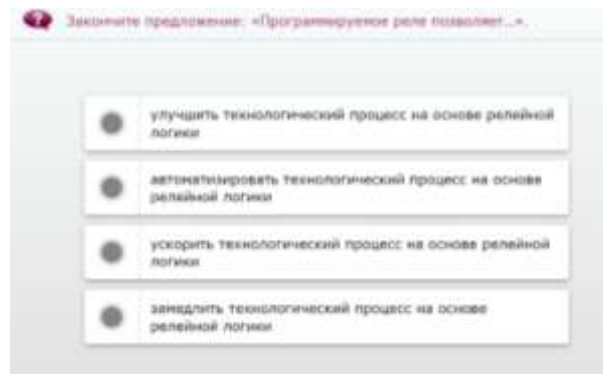 Закончите предложение: «Программируемое реле позволяет...».
улучшить технологический процесс на основе релейной
логики
автоматизировать технологический процесс на основе
релейной логики
ускорить технологический процесс на основе релейной
логики
замедлить технологический процесс на основе
релейной логики